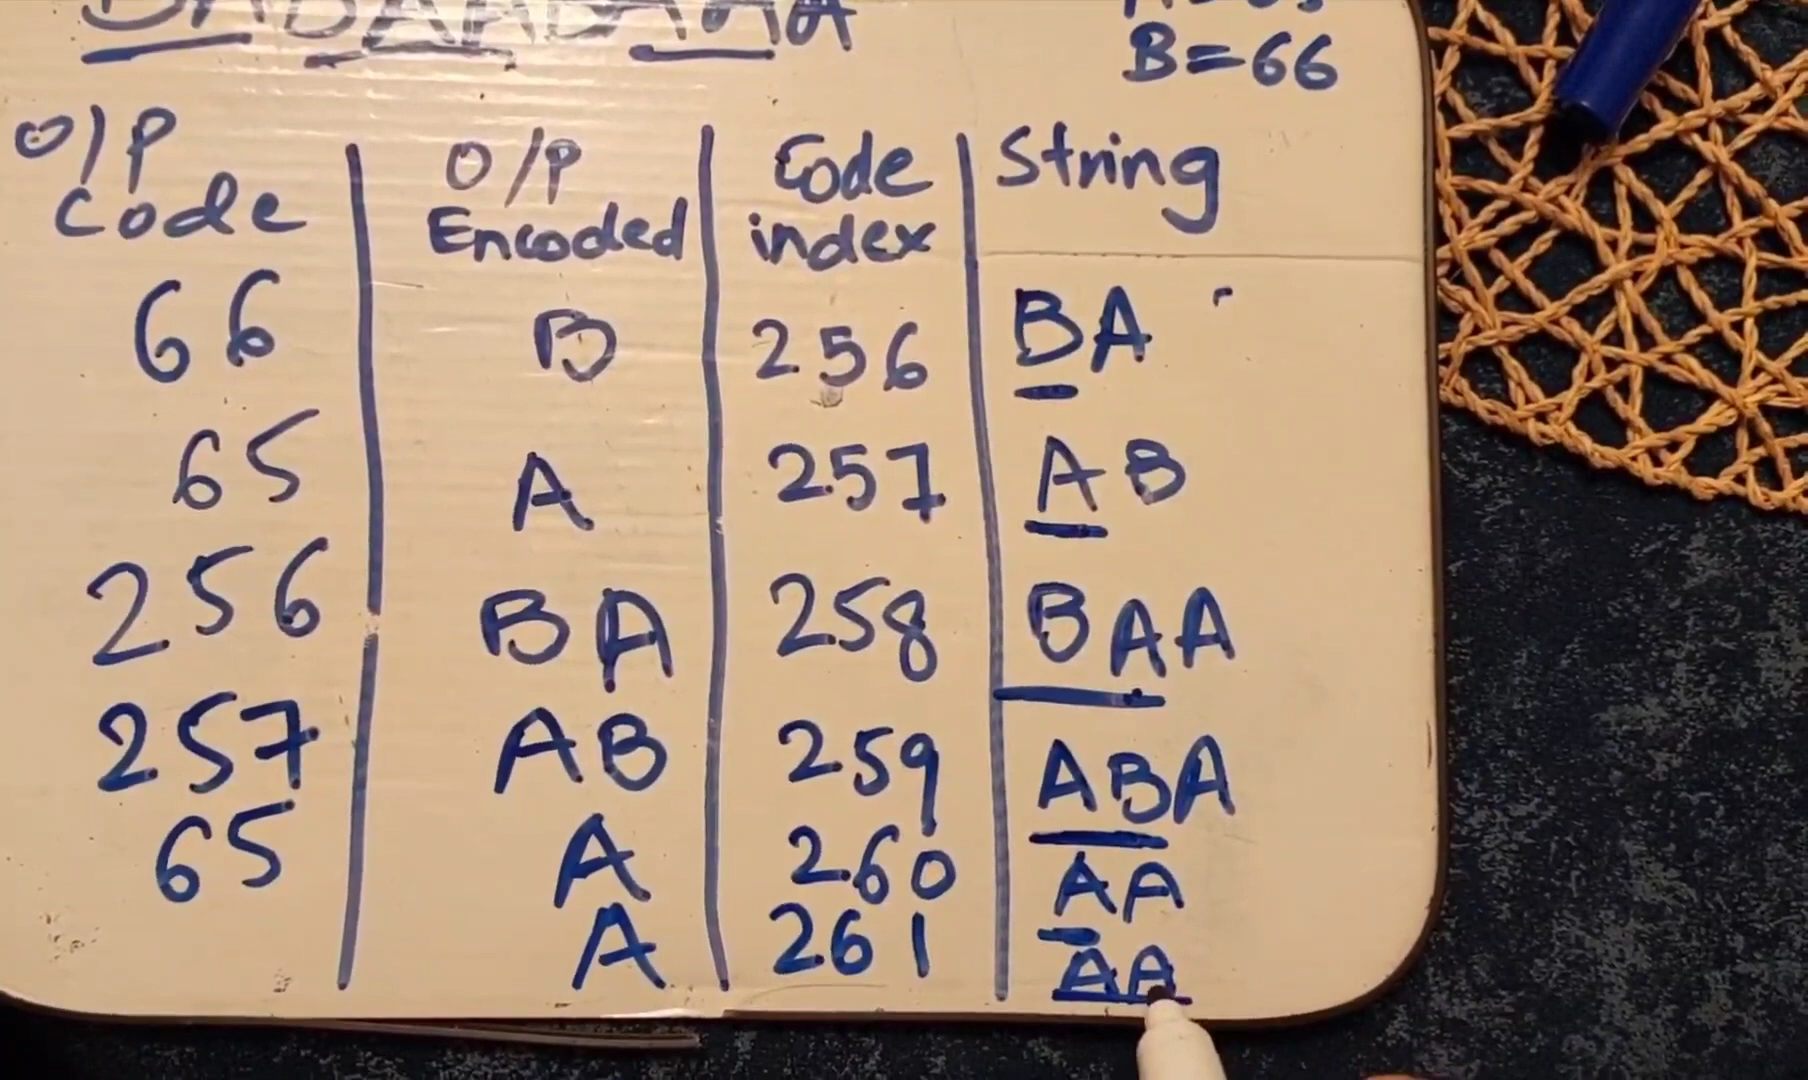 B=66
O/P Code | O/P Encoded | Code index | String
66 | B | 256 | BA
65 | A | 257 | AB
256 | BA | 258 | BAA
257 | AB | 259 | ABA
65 | A | 260 | AA
A | 261 | AA